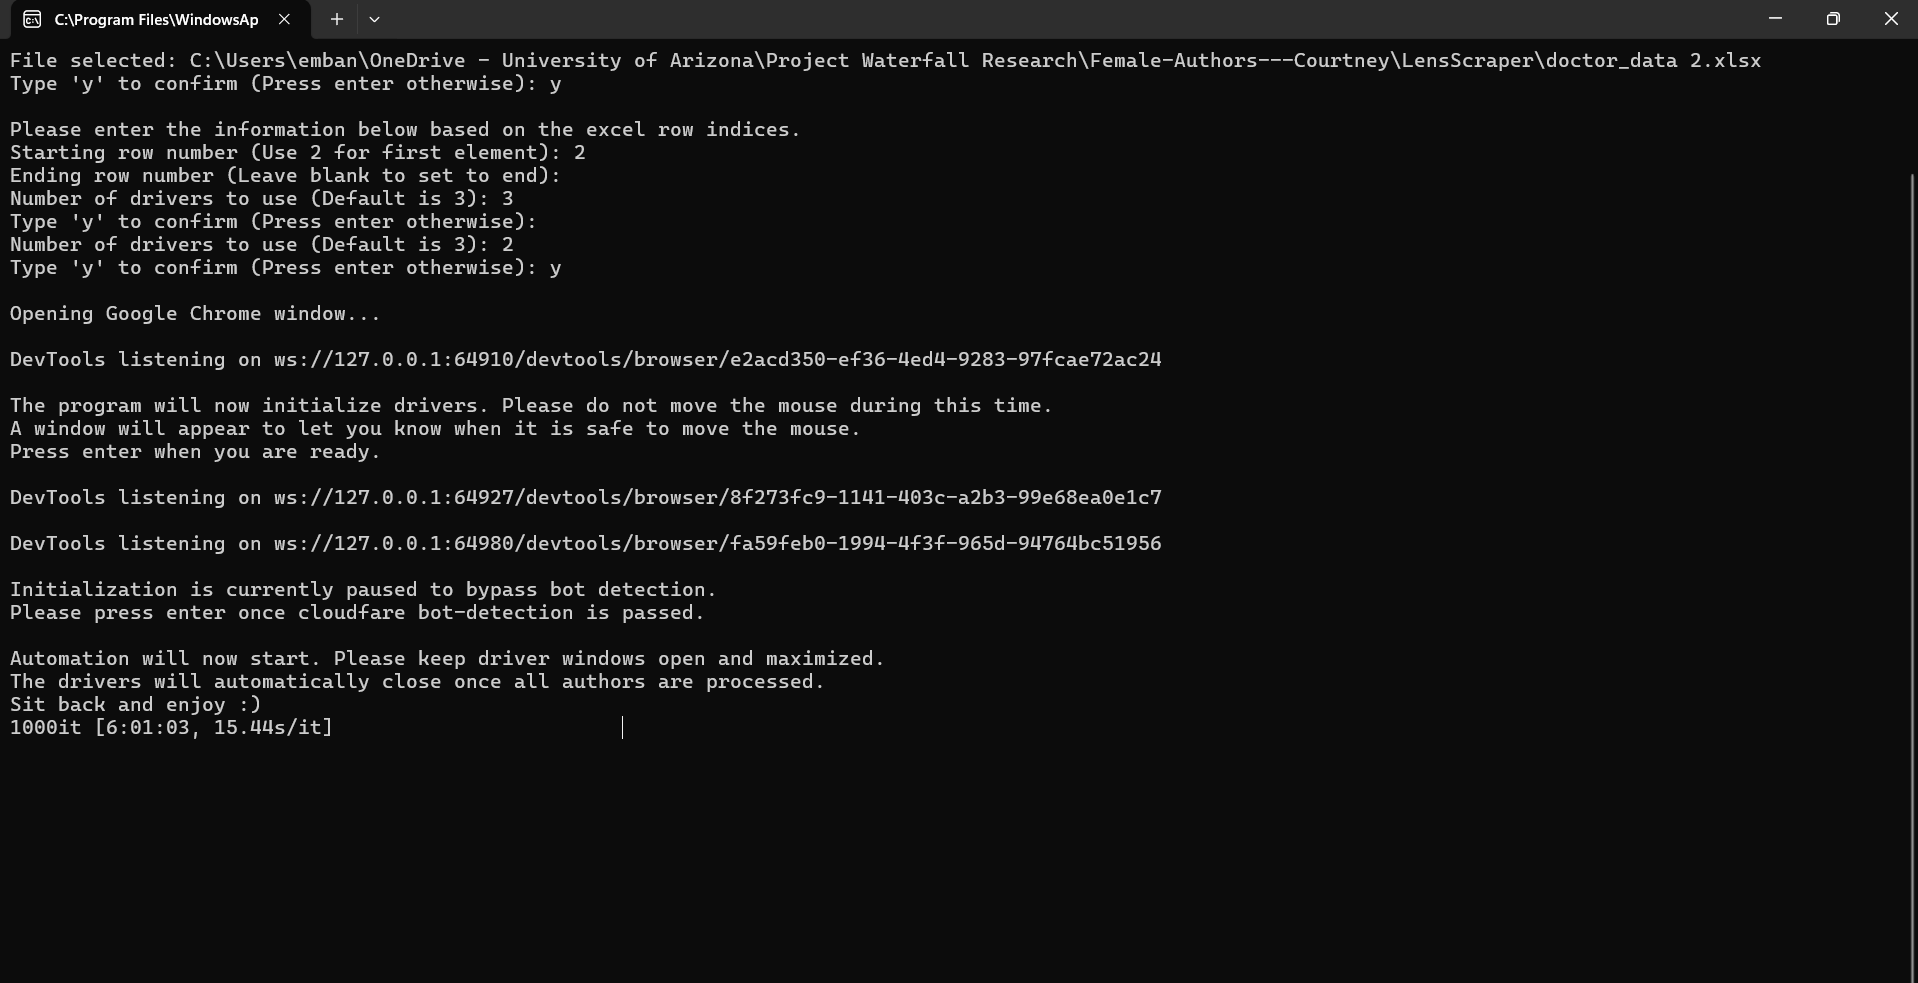 C:\Program Files\WindowsAp
File selected: C:\Users\emban\OneDrive - University of Arizona\Project Waterfall Research\Female-Authors---Courtney\LensScraper\doctor_data 2.xlsx
Type 'y' to confirm (Press enter otherwise): y
Please enter the information below based on the excel row indices.
Starting row number (Use 2 for first element): 2
Ending row number (Leave blank to set to end):
Number of drivers to use (Default is 3): 3
Type 'y' to confirm (Press enter otherwise):
Number of drivers to use (Default is 3): 2
Type 'y' to confirm (Press enter otherwise): y
Opening Google Chrome window...
DevTools listening on ws://127.0.0.1:64910/devtools/browser/e2acd350-ef36-4ed4-9283-97fcae72ac24
The program will now initialize drivers. Please do not move the mouse during this time.
A window will appear to let you know when it is safe to move the mouse.
Press enter when you are ready.
DevTools listening on ws://127.0.0.1:64927/devtools/browser/8f273fc9-1141-403c-a2b3-99e68ea0e1c7
DevTools listening on ws://127.0.0.1:64980/devtools/browser/fa59feb0-1994-4f3f-965d-94764bc51956
Initialization is currently paused to bypass bot detection.
Please press enter once cloudfare bot-detection is passed.
Automation will now start. Please keep driver windows open and maximized.
The drivers will automatically close once all authors are processed.
Sit back and enjoy :)
1000it [6:01:03, 15.44s/it]